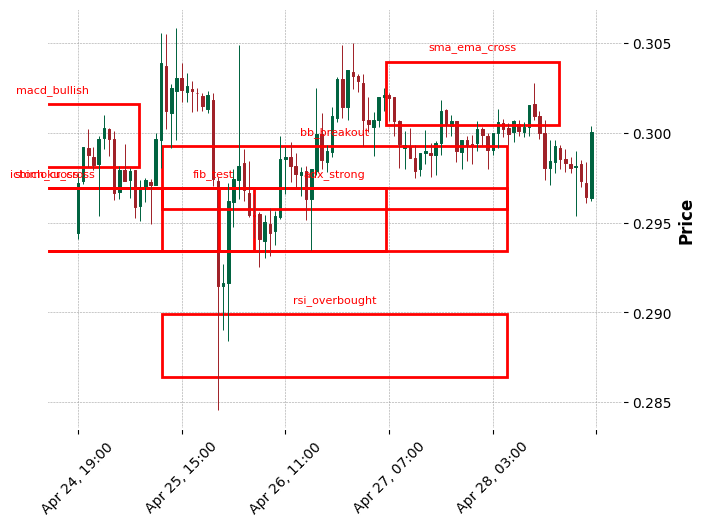 sma_ema_cross
macd_bullish
bb_breakout
fib_test
rsi_overbought
0.305
0.300
0.295
0.290
0.285
Price
Apr 24, 19:00
Apr 25, 15:00
Apr 26, 11:00
Apr 27, 07:00
Apr 28, 03:00